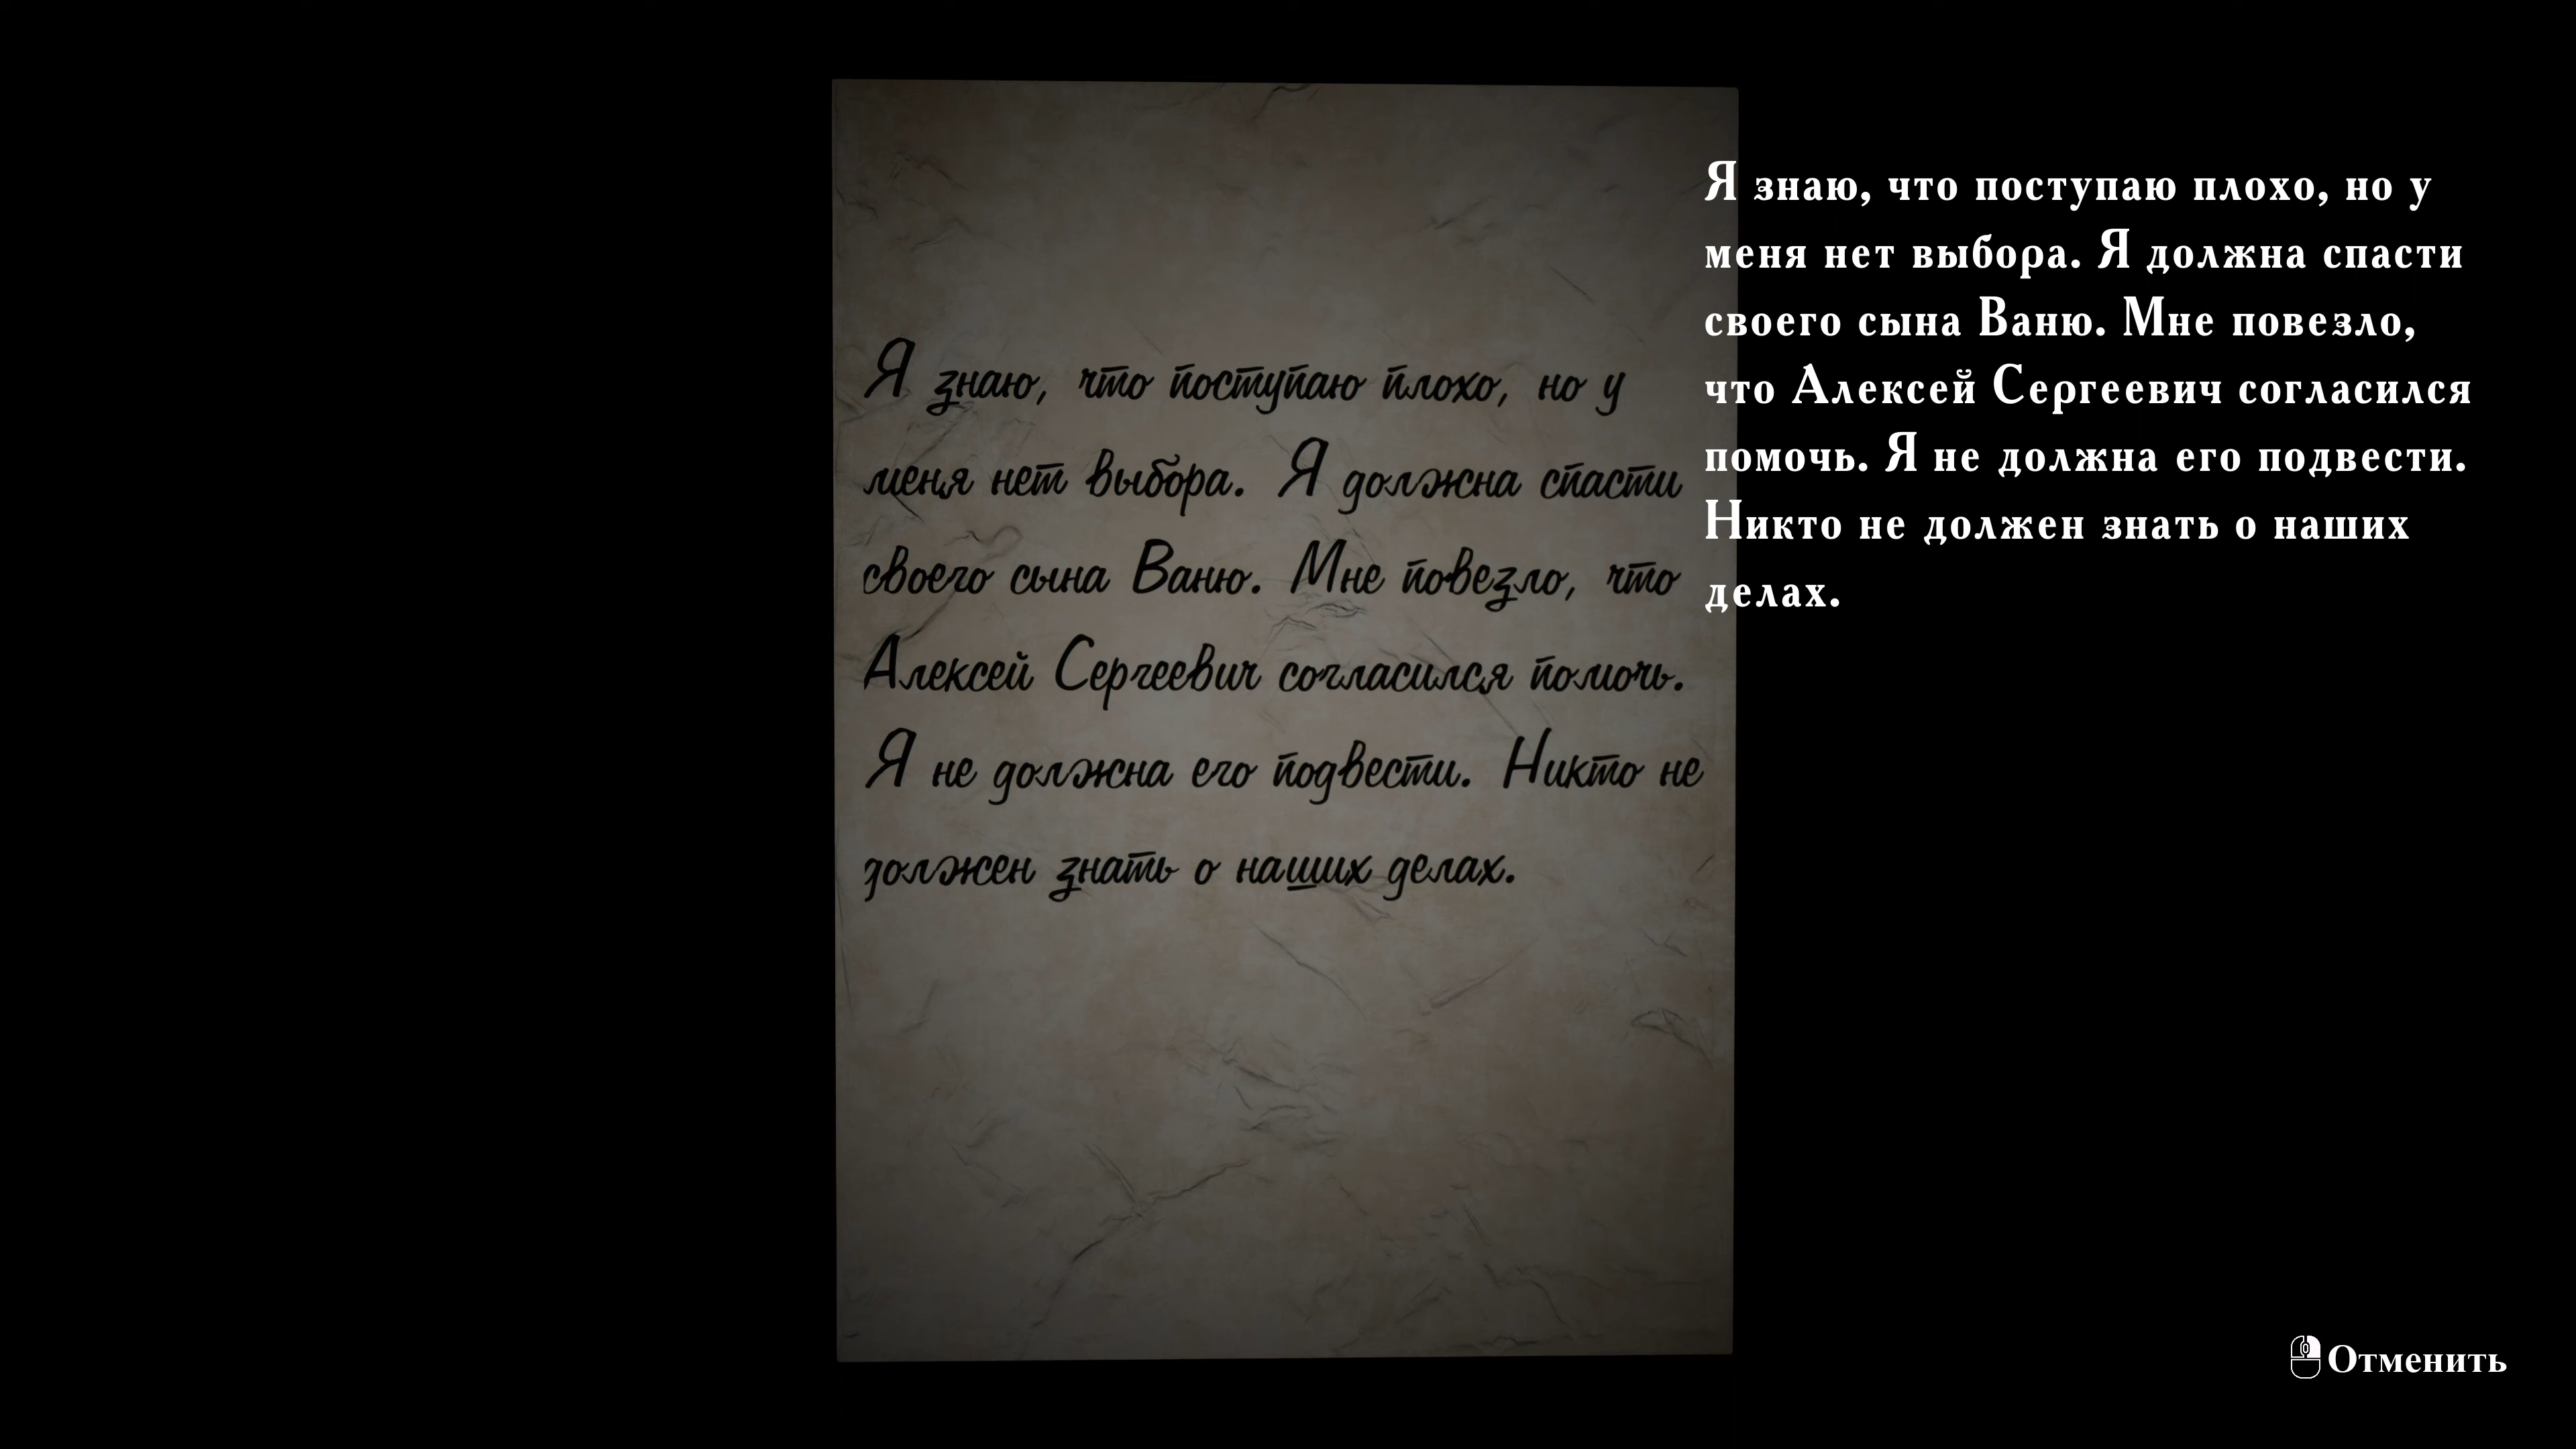 Я знаю, что поступаю плохо, но у
меня нет выбора. Я должна спасти
своего сына Ваню. Мне повезло, что
Алексей Сергеевич согласился помочь.
Я не должна его подвести. Никто не
должен знать о наших делах.
Я знаю, что поступаю плохо, но у
меня нет выбора. Я должна спасти
своего сына Ваню. Мне повезло,
что Алексей Сергеевич согласился
помочь. Я не должна его подвести.
Никто не должен знать о наших
делах.
Отменить